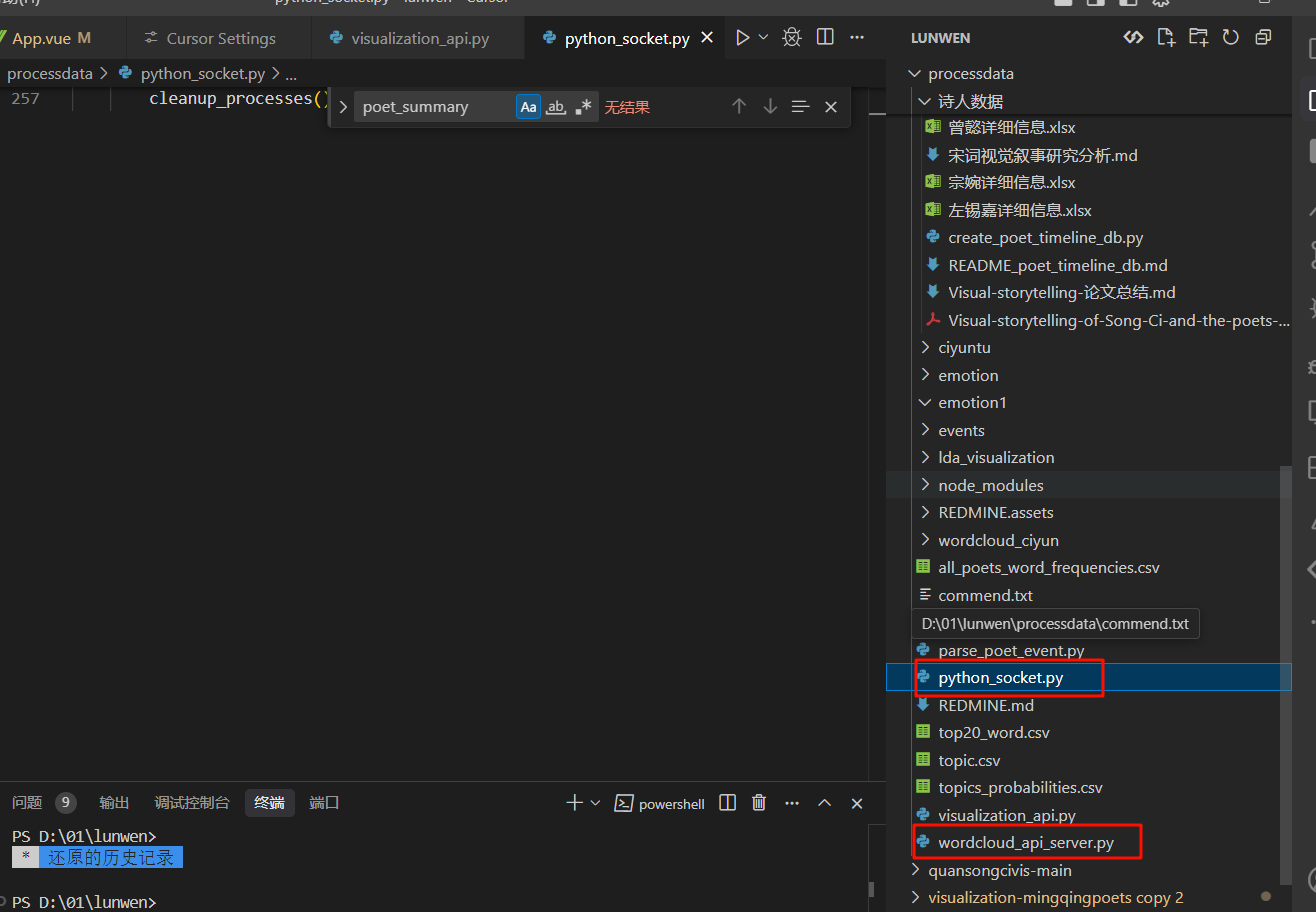 App.vue M
Cursor Settings
visualization_api.py
python_socket.py
LUNWEN
processdata > python_socket.py > ...
257
cleanup_processes()
poet_summary
Aa
ab
无结果
processdata
诗人数据
曾懿详细信息.xlsx
宋词视觉叙事研究分析.md
宗婉详细信息.xlsx
左锡嘉详细信息.xlsx
create_poet_timeline_db.py
README_poet_timeline_db.md
Visual-storytelling-论文总结.md
Visual-storytelling-of-Song-Ci-and-the-poets-...
ciyuntu
emotion
emotion1
events
lda_visualization
node_modules
REDMINE.assets
wordcloud_ciyun
all_poets_word_frequencies.csv
commend.txt
D:\01\lunwen\processdata\commend.txt
parse_poet_event.py
python_socket.py
REDMINE.md
top20_word.csv
topic.csv
topics_probabilities.csv
visualization_api.py
wordcloud_api_server.py
quansongcivis-main
visualization-mingqingpoets copy 2
问题 9 输出 调试控制台 终端 端口
powershell
PS D:\01\lunwen>
* 还原的历史记录
PS D:\01\lunwen>